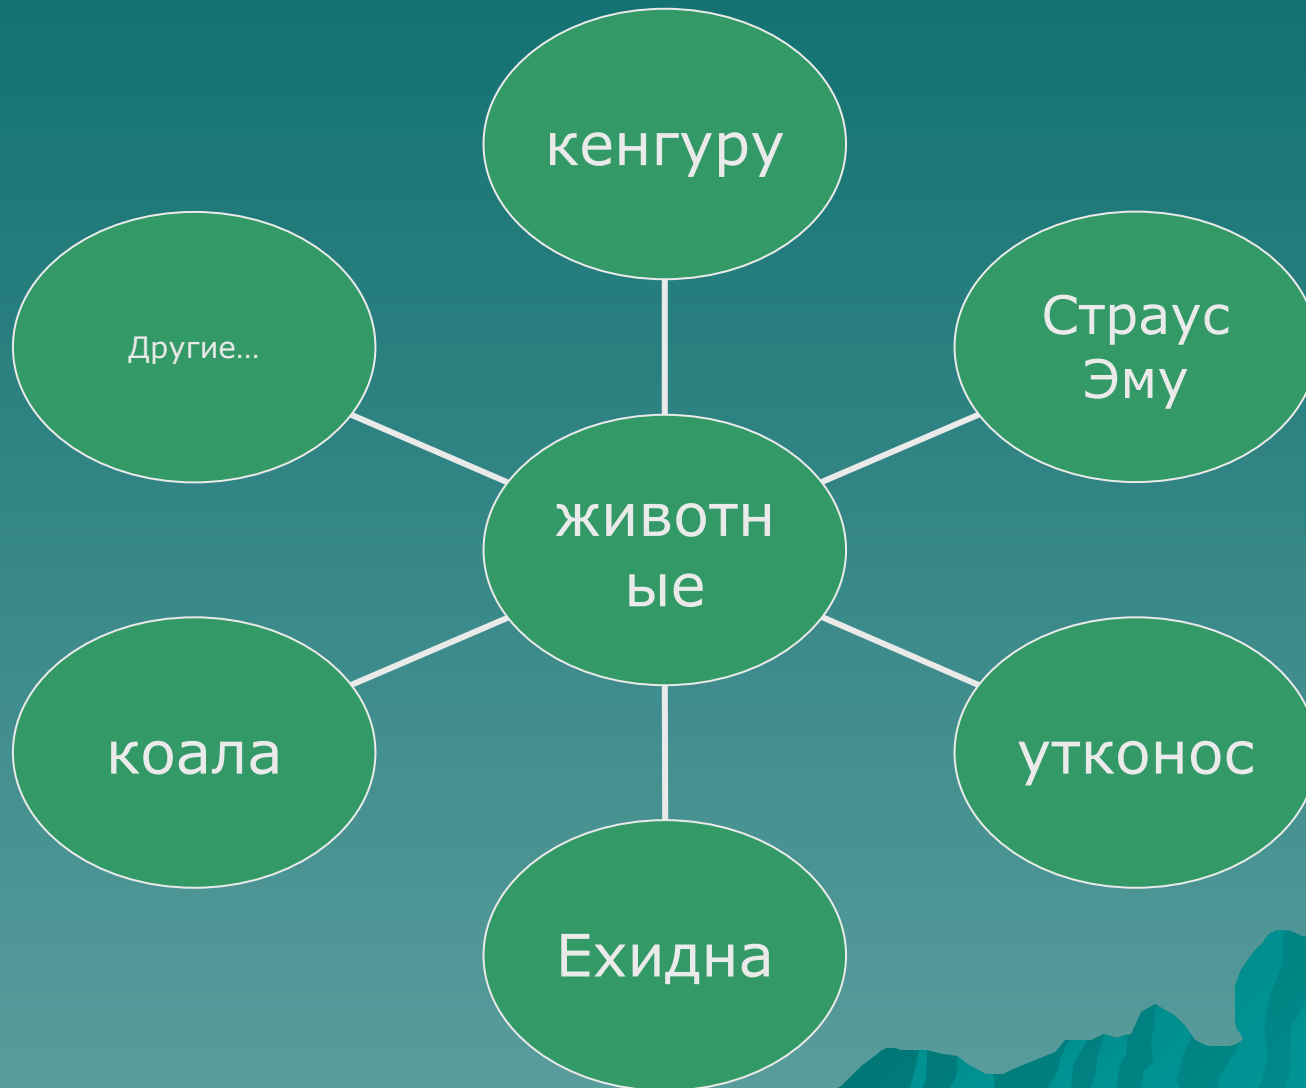 кенгуру
Страус
Эму
Другие...
животн
ые
коала
утконос
Ехидна